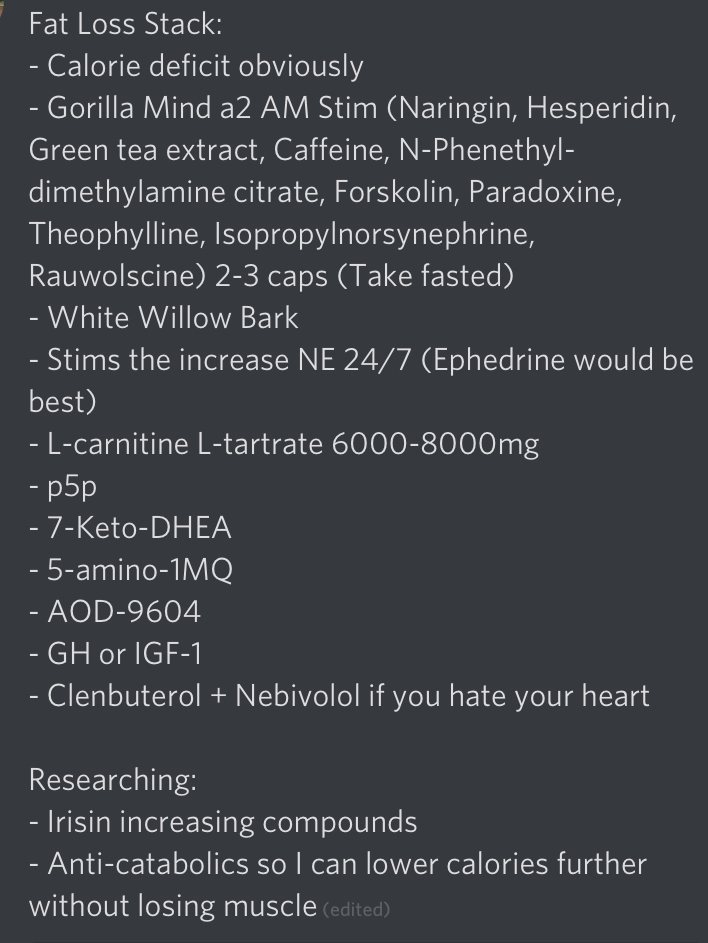 Fat Loss Stack:
- Calorie deficit obviously
- Gorilla Mind a2 AM Stim (Naringin, Hesperidin,
Green tea extract, Caffeine, N-Phenethyl-
dimethylamine citrate, Forskolin, Paradoxine,
Theophylline, Isopropylnorsynephrine,
Rauwolscine) 2-3 caps (Take fasted)
- White Willow Bark
- Stims the increase NE 24/7 (Ephedrine would be
best)
- L-carnitine L-tartrate 6000-8000mg
- p5p
- 7-Keto-DHEA
- 5-amino-1MQ
- AOD-9604
- GH or IGF-1
- Clenbuterol + Nebivolol if you hate your heart

Researching:
- Irisin increasing compounds
- Anti-catabolics so I can lower calories further
without losing muscle (edited)